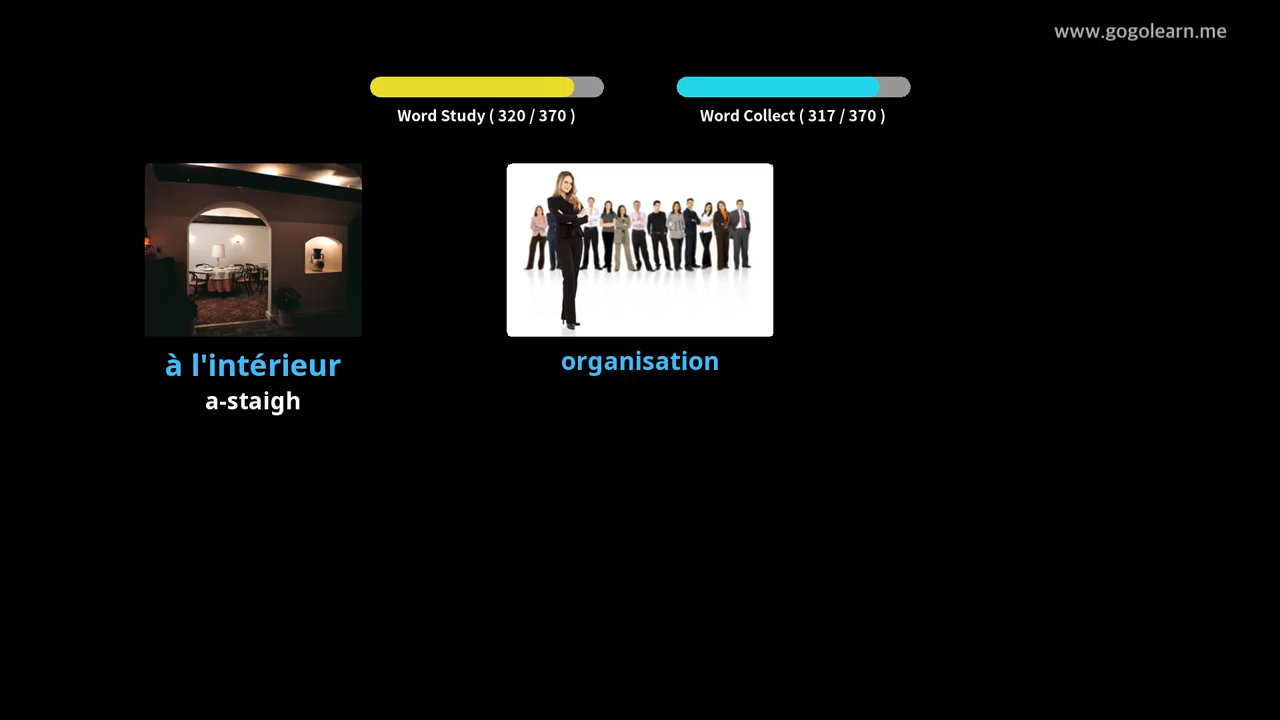 www.gogolearn.me
Word Study ( 320 / 370 )
Word Collect ( 317 / 370 )
à l'intérieur
a-staigh
organisation